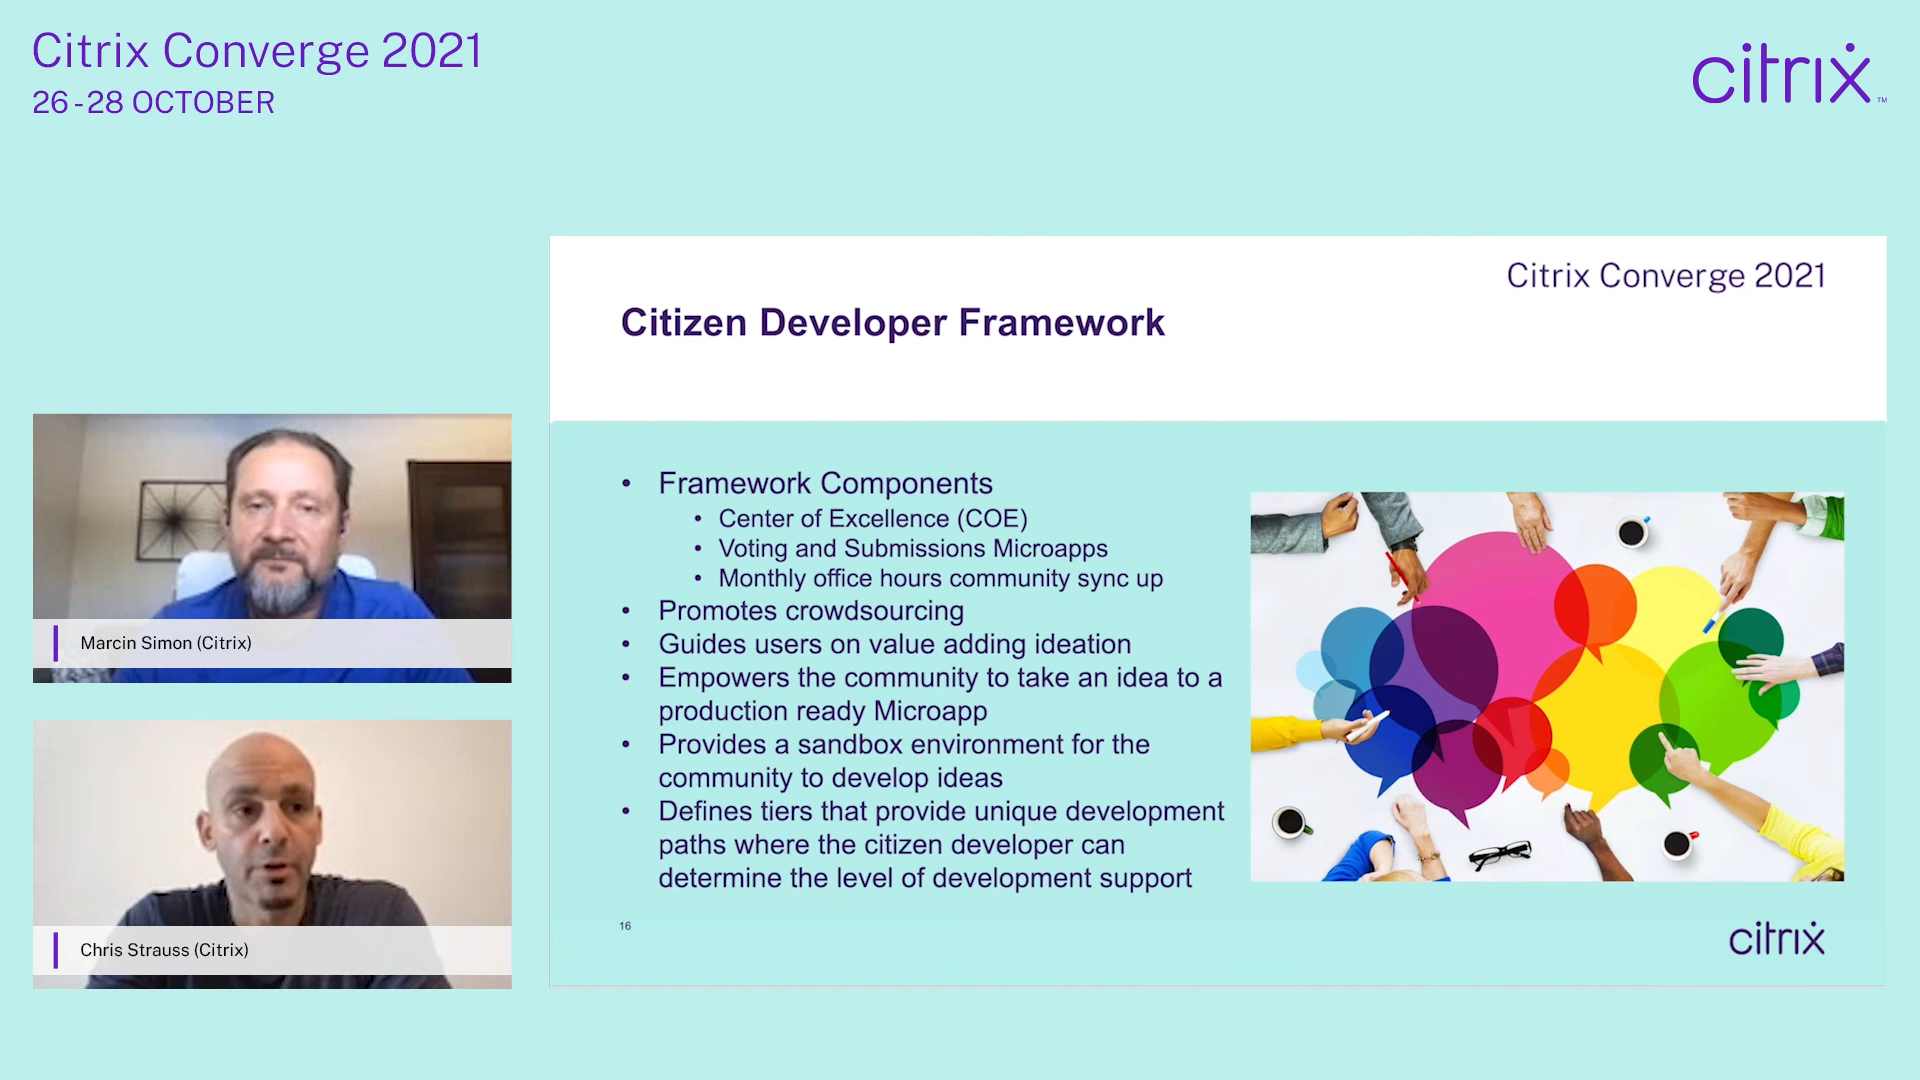 Citrix Converge 2021
26-28 OCTOBER
citrix™
Citrix Converge 2021
Citizen Developer Framework
• Framework Components
• Center of Excellence (COE)
• Voting and Submissions Microapps
• Monthly office hours community sync up
• Promotes crowdsourcing
• Guides users on value adding ideation
• Empowers the community to take an idea to a
production ready Microapp
• Provides a sandbox environment for the
community to develop ideas
• Defines tiers that provide unique development
paths where the citizen developer can
determine the level of development support
16
citrix
Marcin Simon (Citrix)
Chris Strauss (Citrix)